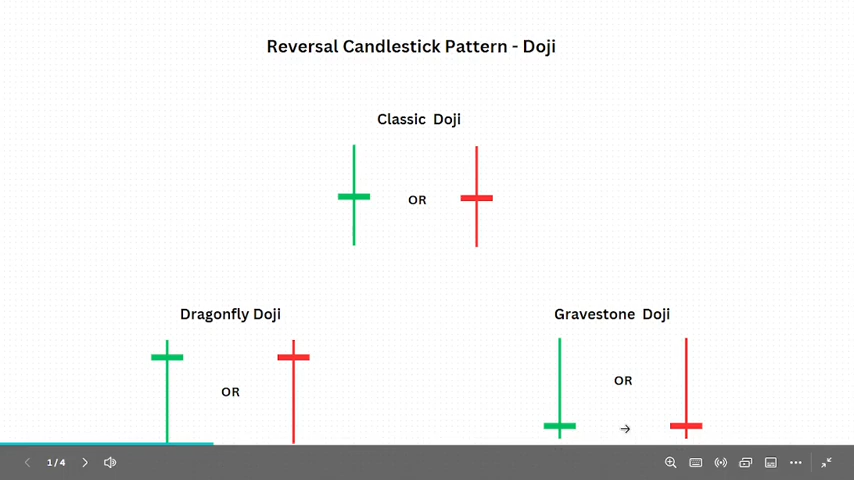 Reversal Candlestick Pattern - Doji
Classic Doji
OR
Dragonfly Doji
Gravestone Doji
OR
OR
1/4